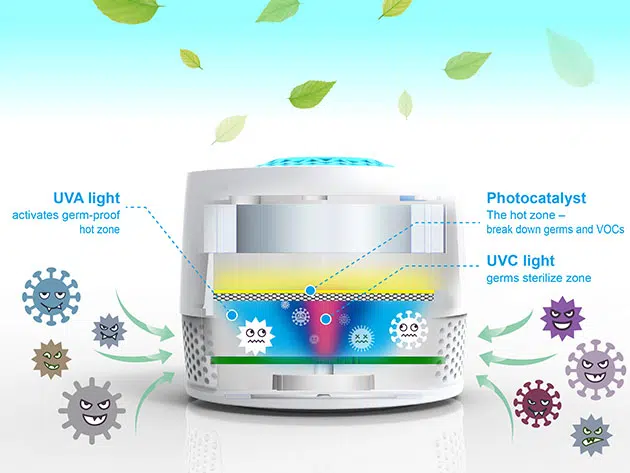 UVA light
activates germ-proof
hot zone
Photocatalyst
The hot zone –
break down germs and VOCs
UVC light
germs sterilize zone